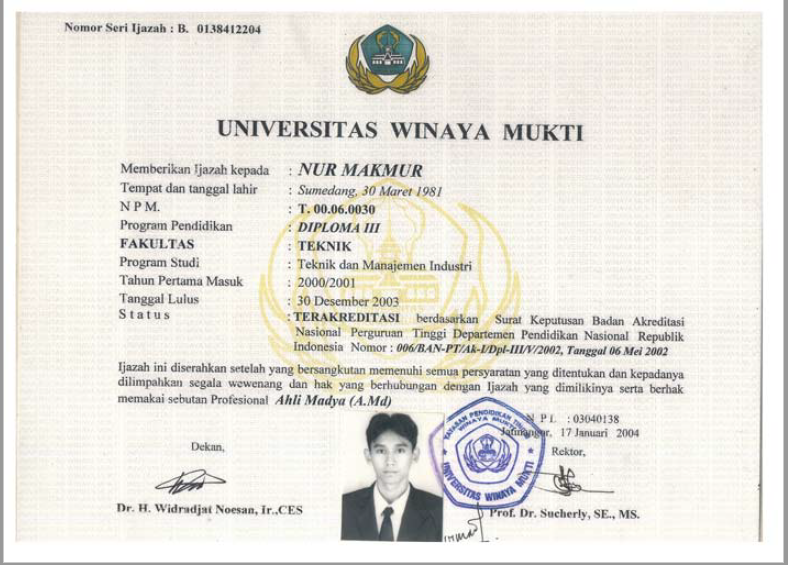 Nomor Seri Ijazah : B. 0138412204
UNIVERSITAS WINAYA MUKTI
Memberikan Ijazah kepada : NUR MAKMUR
Tempat dan tanggal lahir : Sumedang, 30 Maret 1981
N P M. : T. 00.06.0030
Program Pendidikan : DIPLOMA III
FAKULTAS : TEKNIK
Program Studi : Teknik dan Manajemen Industri
Tahun Pertama Masuk : 2000/2001
Tanggal Lulus : 30 Desember 2003
S t a t u s : TERAKREDITASI berdasarkan Surat Keputusan Badan Akreditasi
Nasional Perguruan Tinggi Departemen Pendidikan Nasional Republik
Indonesia Nomor : 006/BAN-PT/Ak-I/Dpl-III/V/2002, Tanggal 06 Mei 2002
Ijazah ini diserahkan setelah yang bersangkutan memenuhi semua persyaratan yang ditentukan dan kepadanya
dilimpahkan segala wewenang dan hak yang berhubungan dengan Ijazah yang dimilikinya serta berhak
memakai sebutan Profesional Ahli Madya (A.Md)
N P I. : 03040138
Jatinangor, 17 Januari 2004
Dekan,
Rektor,
YAYASAN PENDIDIKAN TINGGI
WINAYA MUKTI
UNIVERSITAS WINAYA MUKTI
Dr. H. Widradjat Noesan, Ir.,CES
Prof. Dr. Sucherly, SE., MS.